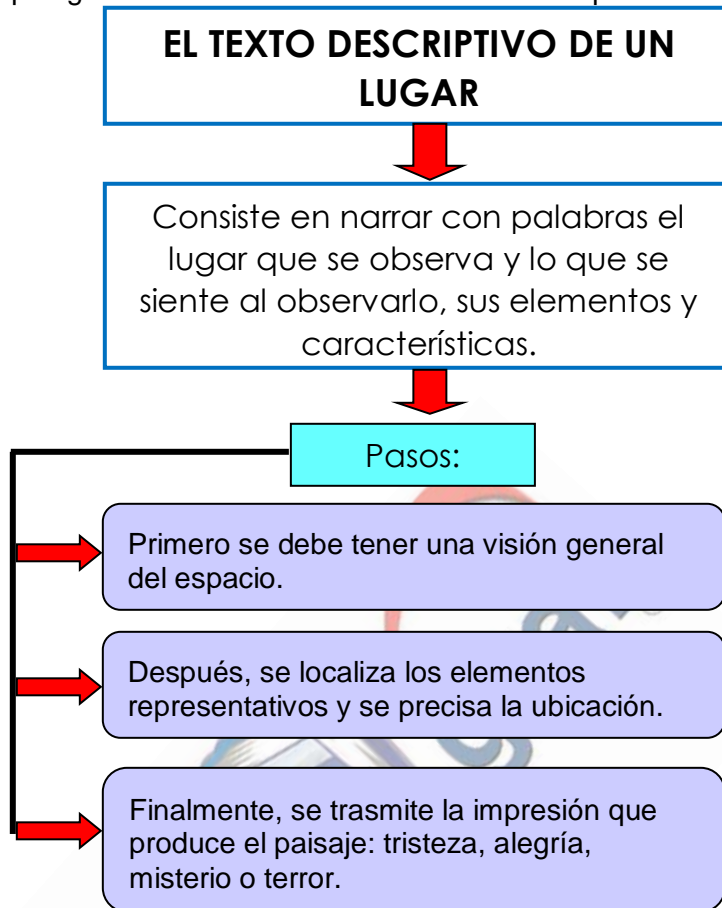 EL TEXTO DESCRIPTIVO DE UN
LUGAR
Consiste en narrar con palabras el
lugar que se observa y lo que se
siente al observarlo, sus elementos y
características.
Pasos:
Primero se debe tener una visión general
del espacio.
Después, se localiza los elementos
representativos y se precisa la ubicación.
Finalmente, se trasmite la impresión que
produce el paisaje: tristeza, alegría,
misterio o terror.